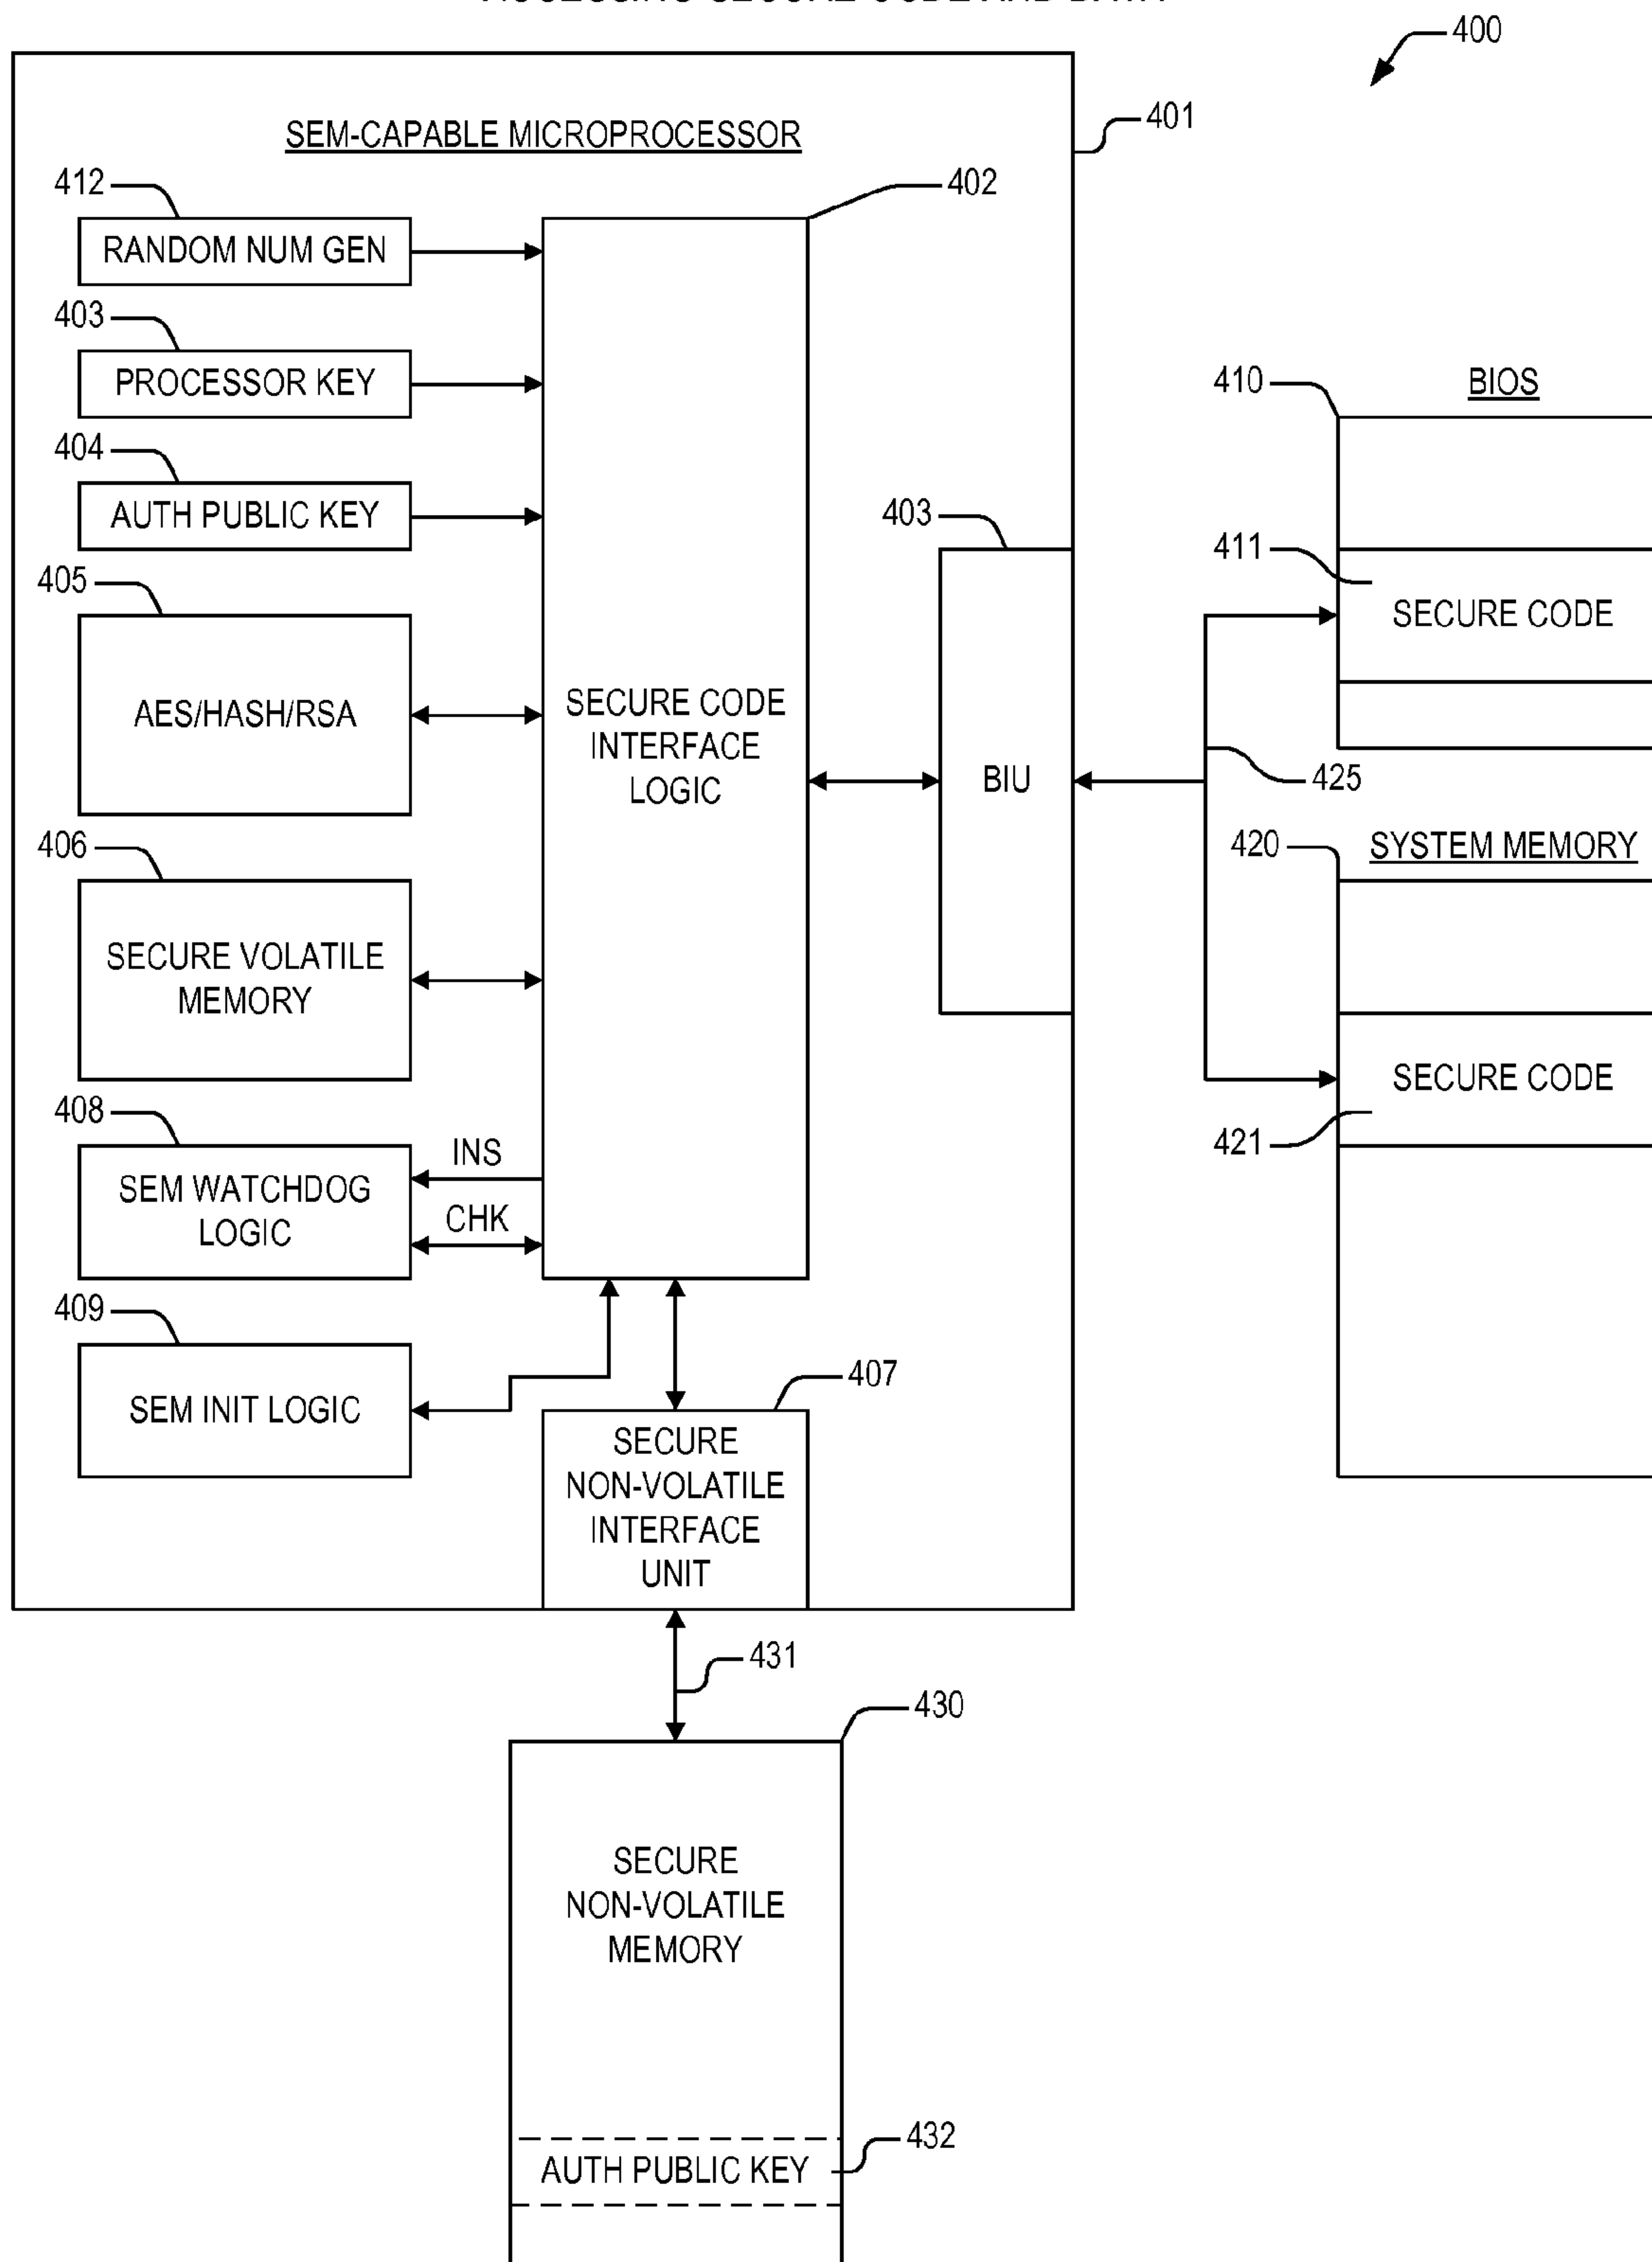 400
SEM-CAPABLE MICROPROCESSOR
401
412
402
RANDOM NUM GEN
403
PROCESSOR KEY
404
AUTH PUBLIC KEY
405
AES/HASH/RSA
406
SECURE VOLATILE
MEMORY
408
SEM WATCHDOG
LOGIC
INS
CHK
409
SEM INIT LOGIC
SECURE CODE
INTERFACE
LOGIC
403
BIU
407
SECURE
NON-VOLATILE
INTERFACE
UNIT
410
BIOS
411
SECURE CODE
425
420
SYSTEM MEMORY
SECURE CODE
421
431
430
SECURE
NON-VOLATILE
MEMORY
AUTH PUBLIC KEY
432